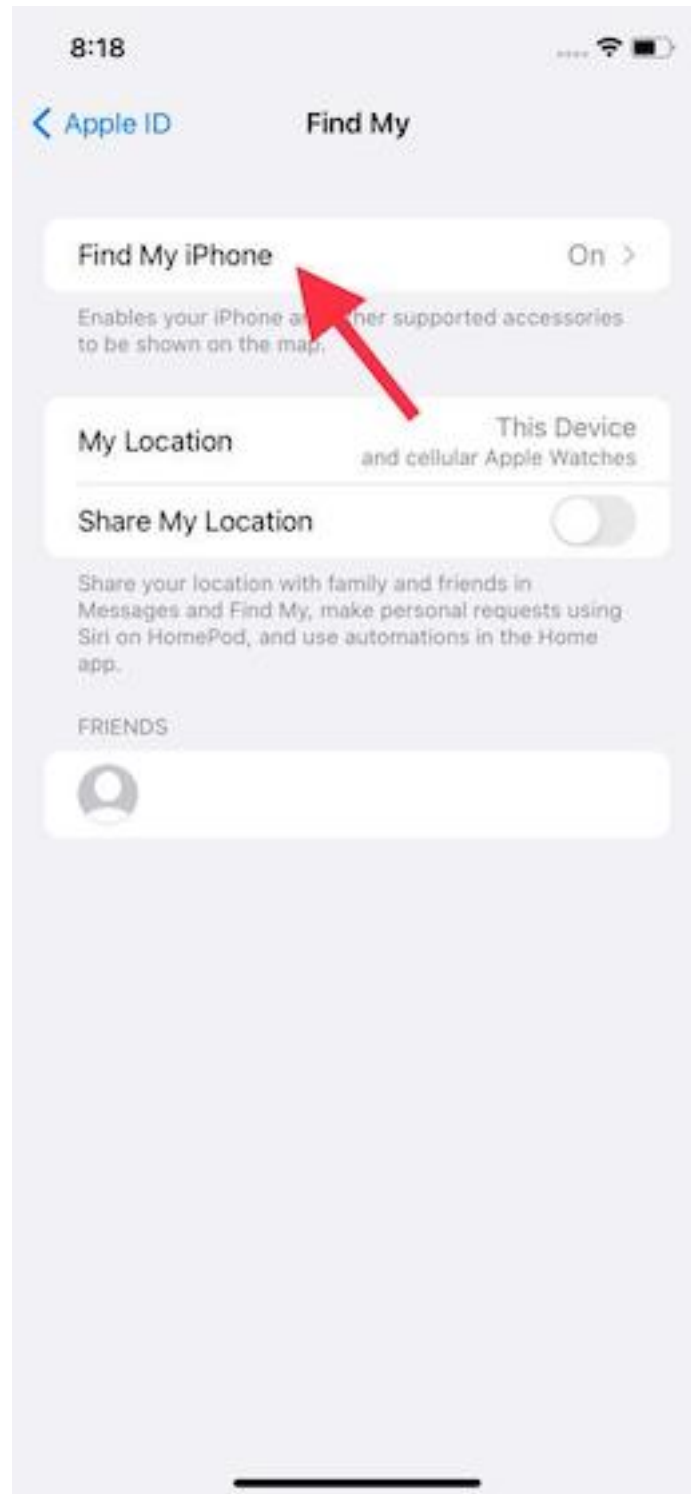 8:18
Apple ID
Find My
Find My iPhone On
Enables your iPhone her supported accessories
to be shown on the map.
My Location This Device
and cellular Apple Watches
Share My Location
Share your location with family and friends in
Messages and Find My, make personal requests using
Siri on HomePod, and use automations in the Home
app.
FRIENDS